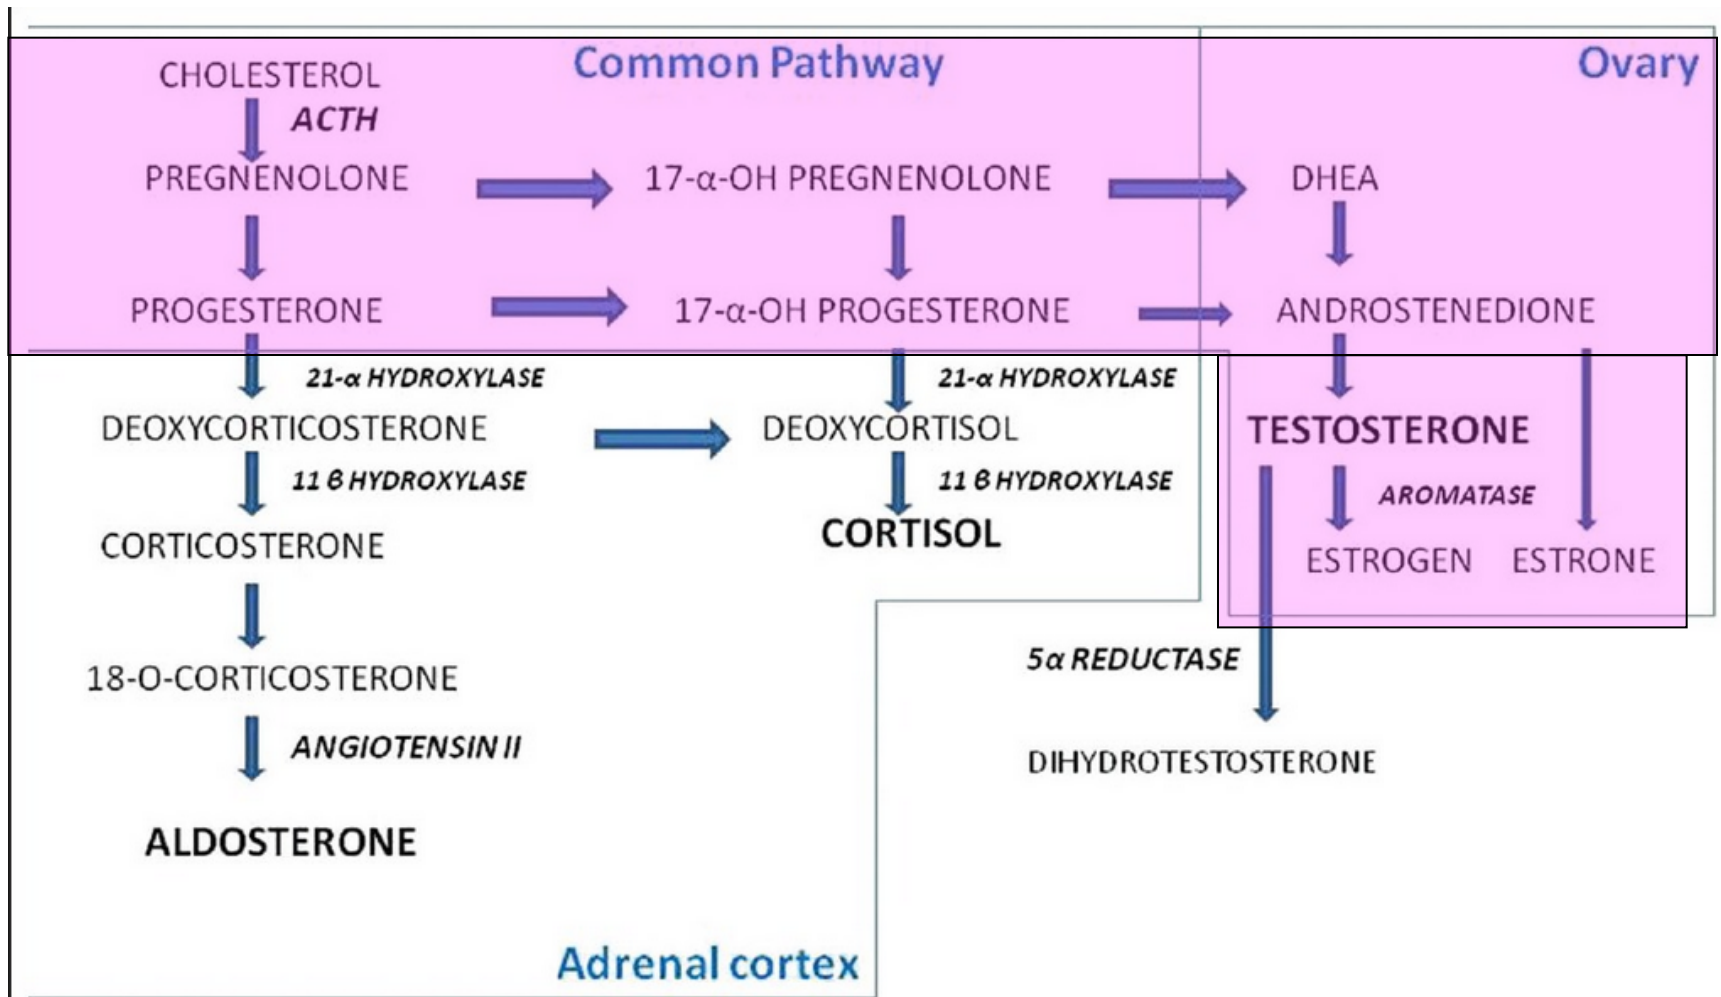 Common Pathway
Ovary
CHOLESTEROL
ACTH
PREGNENOLONE
17-α-OH PREGNENOLONE
DHEA
PROGESTERONE
17-α-OH PROGESTERONE
ANDROSTENEDIONE
21-α HYDROXYLASE
21-α HYDROXYLASE
DEOXYCORTICOSTERONE
DEOXYCORTISOL
TESTOSTERONE
11 β HYDROXYLASE
11 β HYDROXYLASE
AROMATASE
CORTICOSTERONE
CORTISOL
ESTROGEN
ESTRONE
18-O-CORTICOSTERONE
5α REDUCTASE
ANGIOTENSIN II
DIHYDROTESTOSTERONE
ALDOSTERONE
Adrenal cortex